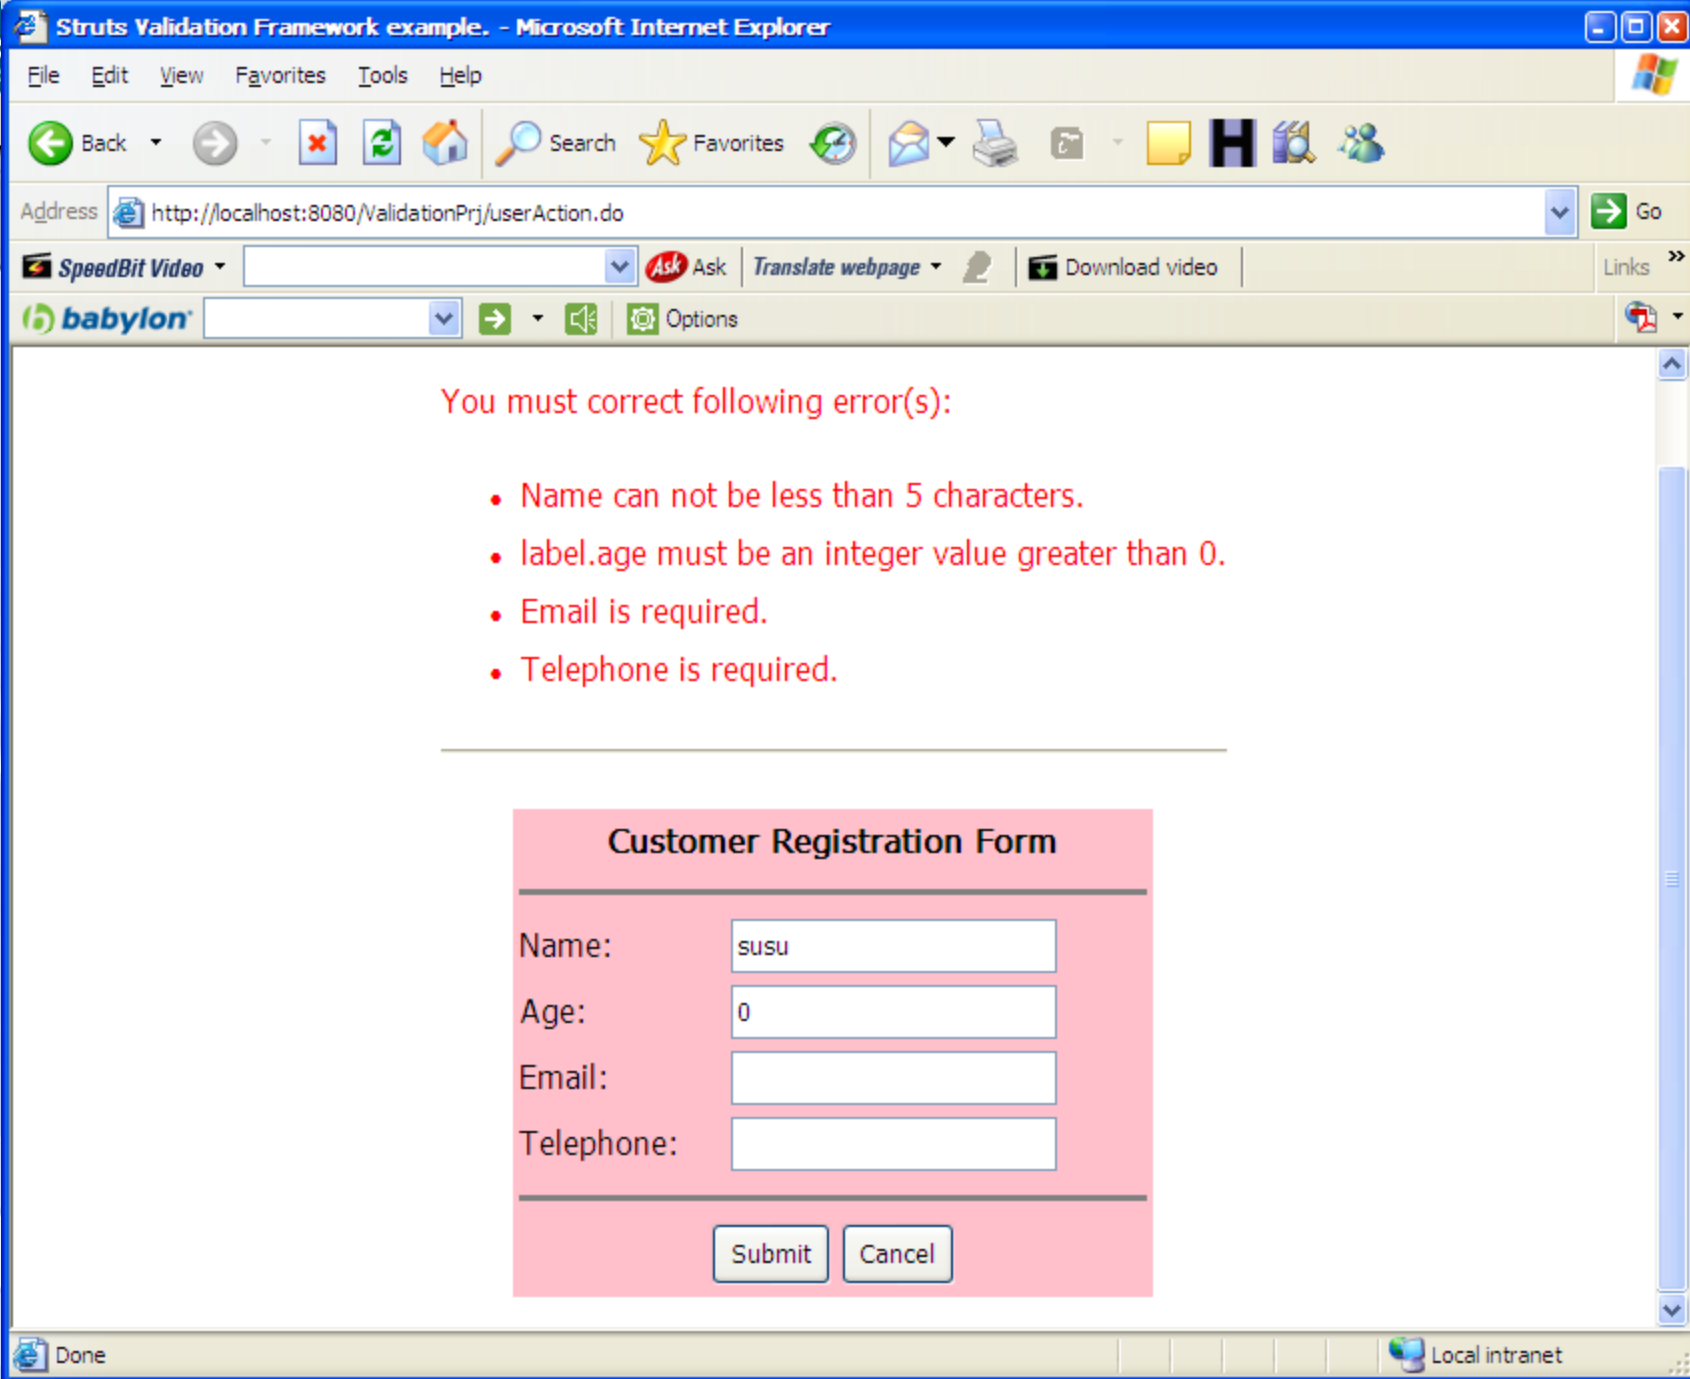 Struts Validation Framework example. - Microsoft Internet Explorer
File Edit View Favorites Tools Help
Back Search Favorites
Address http://localhost:8080/ValidationPrj/userAction.do Go
SpeedBit Video Ask Ask Translate webpage Download video Links »
babylon Options
You must correct following error(s):
• Name can not be less than 5 characters.
• label.age must be an integer value greater than 0.
• Email is required.
• Telephone is required.
Customer Registration Form
Name: susu
Age: 0
Email:
Telephone:
Submit Cancel
Done Local intranet